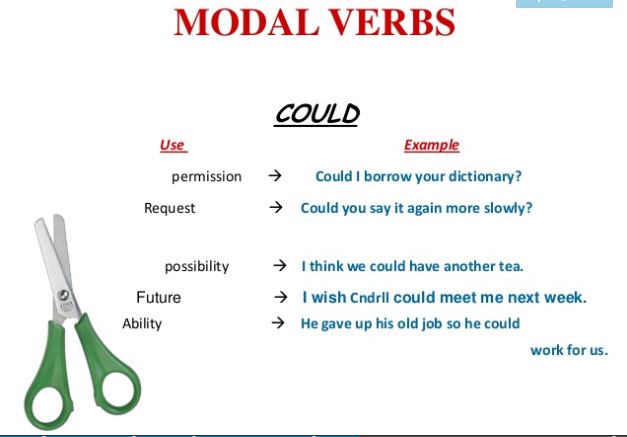 MODAL VERBS
COULD
Use Example
permission → Could I borrow your dictionary?
Request → Could you say it again more slowly?
possibility → I think we could have another tea.
Future → I wish Cndrll could meet me next week.
Ability → He gave up his old job so he could
work for us.